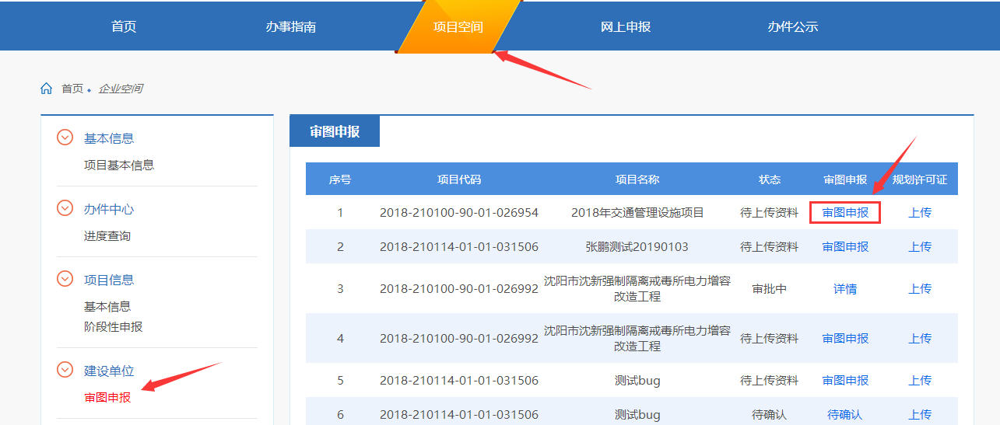 首页 办事指南 项目空间 网上申报 办件公示
首页 企业空间
基本信息
项目基本信息
办件中心
进度查询
项目信息
基本信息
阶段性申报
建设单位
审图申报
审图申报
序号 项目代码 项目名称 状态 审图申报 规划许可证
1 2018-210100-90-01-026954 2018年交通管理设施项目 待上传资料 审图申报 上传
2 2018-210114-01-01-031506 张鹏测试20190103 待上传资料 审图申报 上传
3 2018-210100-90-01-026992 沈阳市沈新强制隔离戒毒所电力增容 审批中 详情 上传
改造工程
4 2018-210100-90-01-026992 沈阳市沈新强制隔离戒毒所电力增容 待上传资料 审图申报 上传
改造工程
5 2018-210114-01-01-031506 测试bug 待上传资料 审图申报 上传
6 2018-210114-01-01-031506 测试bug 待确认 待确认 上传